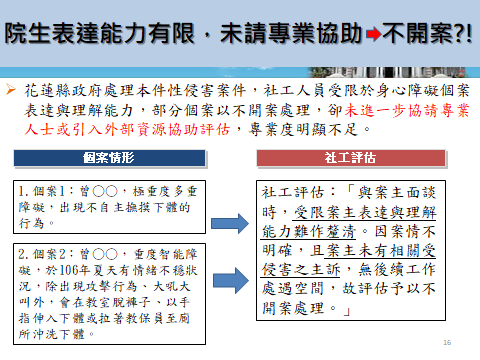 院生表達能力有限，未請專業協助➡不開案?!
➢ 花蓮縣政府處理本件性侵害案件，社工人員受限於身心障礙個案
表達與理解能力，部分個案以不開案處理，卻未進一步協請專業
人士或引入外部資源協助評估，專業度明顯不足。
個案情形
1.個案1：曾○○，極重度多重
障礙，出現不自主撫摸下體的
行為。
2.個案2：曾○○，重度智能障
礙，於106年夏天有情緒不穩狀
況，除出現攻擊行為、大吼大
叫外，會在教室脫褲子、以手
指伸入下體或拉著教保員至廁
所沖洗下體。
社工評估
社工評估：「與案主面談
時，受限案主表達與理解
能力難作釐清。因案情不
明確，且案主未有相關受
侵害之主訴，無後續工作
處遇空間，故評估予以不
開案處理。」
16